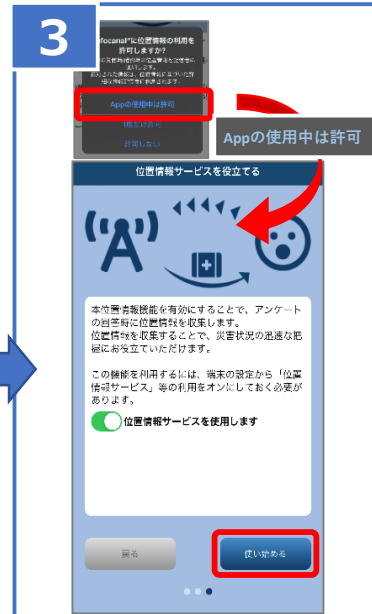 3
"infocanal"に位置情報の利用を
許可しますか?
Appの使用中は許可
1度だけ許可
許可しない
Appの使用中は許可
位置情報サービスを役立てる
本位置情報機能を有効にすることで、アンケート
の回答時に位置情報を収集します。
位置情報を収集することで、災害状況の迅速な把
握にお役立ていただけます。
この機能を利用するには、端末の設定から「位置
情報サービス」等の利用をオンにしておく必要が
あります。
位置情報サービスを使用します
戻る
使い始める